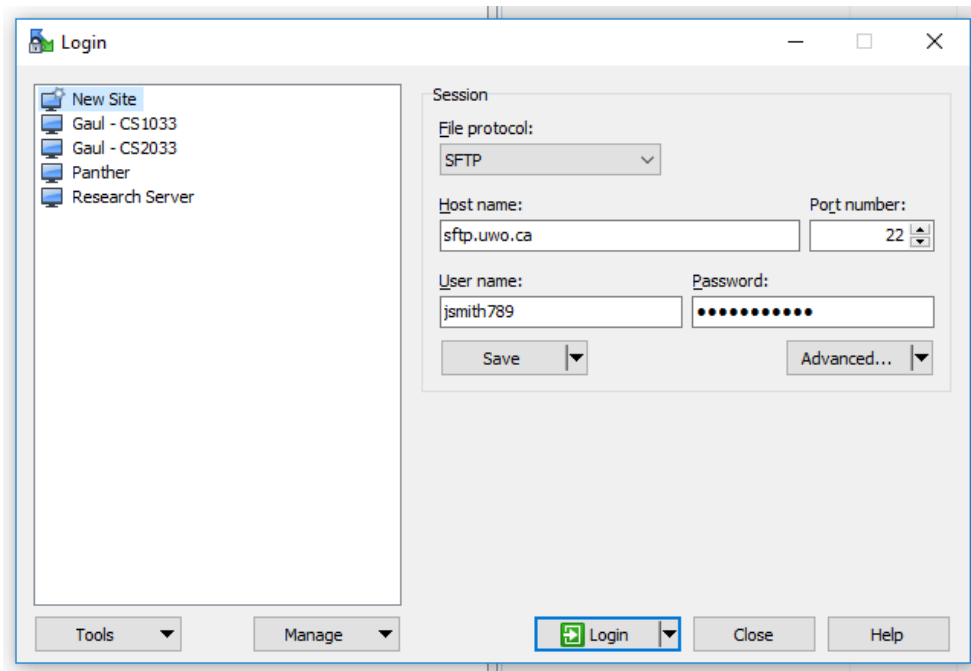 Login
New Site
Gaul - CS1033
Gaul - CS2033
Panther
Research Server
Session
File protocol:
SFTP
Host name:
Port number:
sftp.uwo.ca
22
User name:
Password:
jsmith789
●●●●●●●●●●●
Save
Advanced...
Tools
Manage
Login
Close
Help